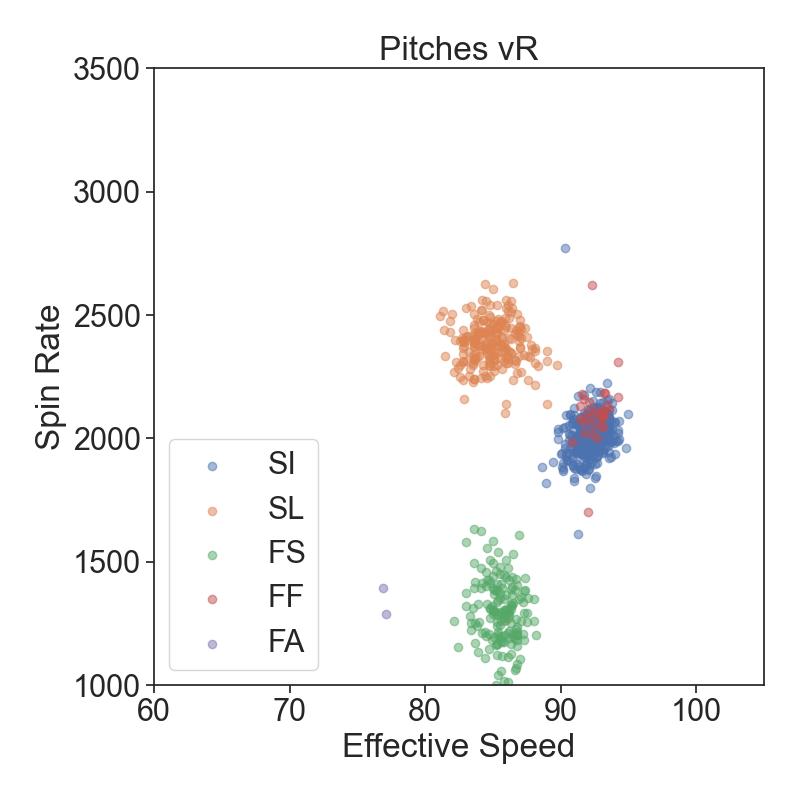 Pitches vR
3500
3000
2500
2000
1500
1000
Spin Rate
SI
SL
FS
FF
FA
60 70 80 90 100
Effective Speed